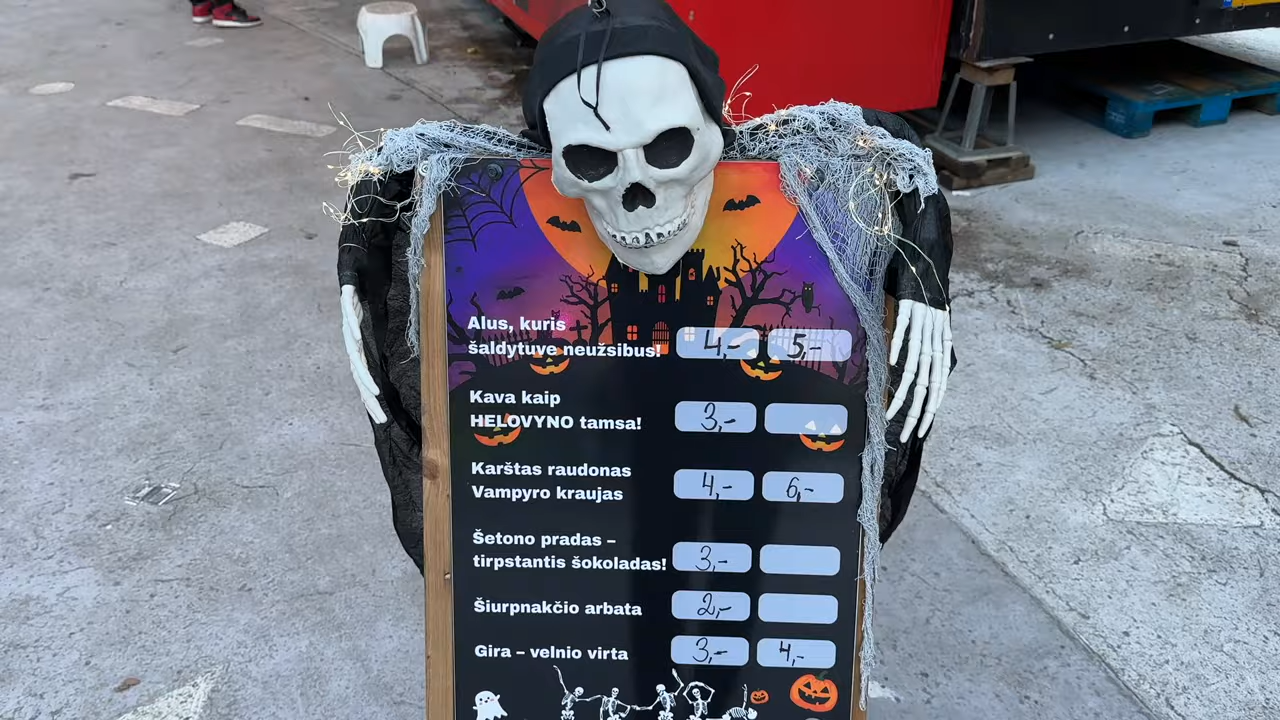 Alus, kuris
šaldytuve neužsibus! 4,- 5,-
Kava kaip
HELOVYNO tamsa! 3,-
Karštas raudonas
Vampyro kraujas 4,- 6,-
Šetono pradas –
tirpstantis šokoladas! 3,-
Šiurpnakčio arbata 2,-
Gira – velnio virta 3,- 4,-